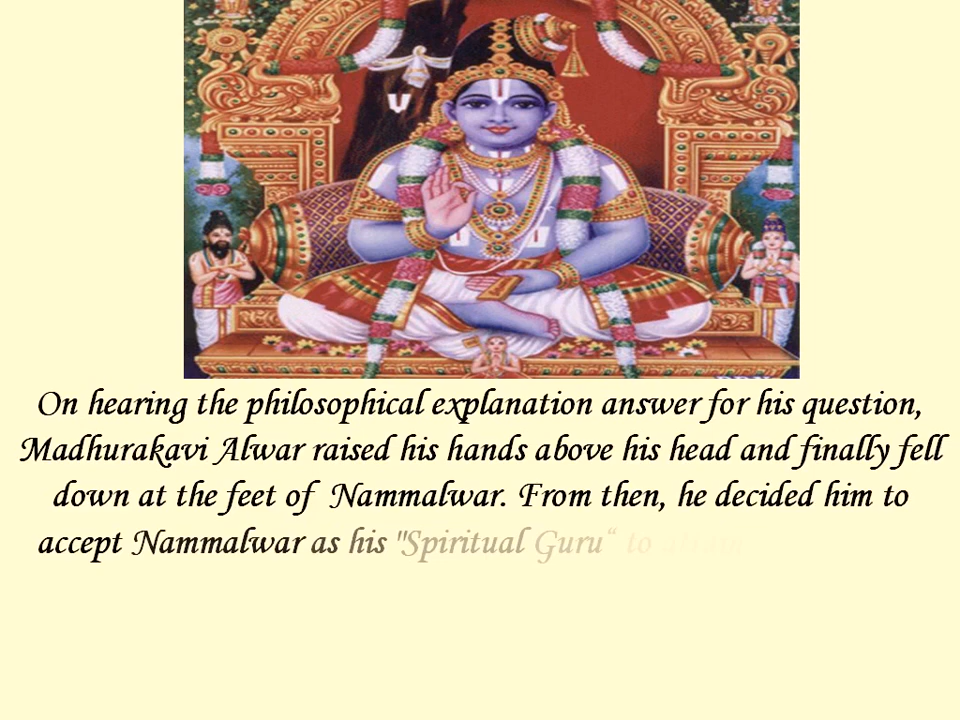 On hearing the philosophical explanation answer for his question,
Madhurakavi Alwar raised his hands above his head and finally fell
down at the feet of Nammalwar. From then, he decided him to
accept Nammalwar as his "Spiritual Guru“ to